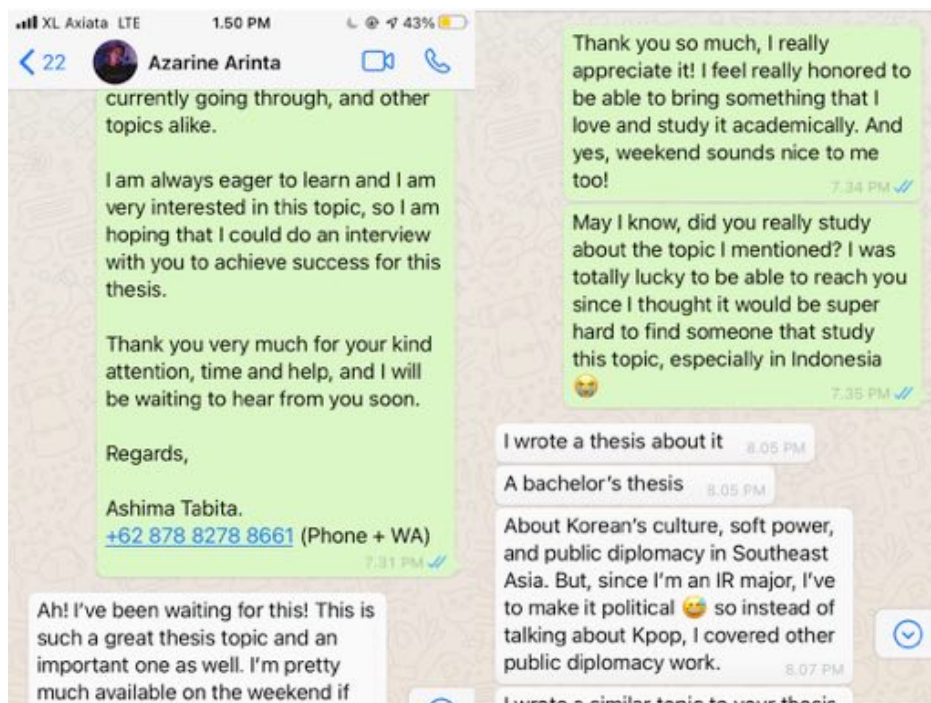 XL Axiata LTE
1.50 PM
43%
22
Azarine Arinta
currently going through, and other
topics alike.
I am always eager to learn and I am
very interested in this topic, so I am
hoping that I could do an interview
with you to achieve success for this
thesis.
Thank you very much for your kind
attention, time and help, and I will
be waiting to hear from you soon.
Regards,
Ashima Tabita.
+62 878 8278 8661 (Phone + WA)
7.31 PM
Ah! I've been waiting for this! This is
such a great thesis topic and an
important one as well. I'm pretty
much available on the weekend if
Thank you so much, I really
appreciate it! I feel really honored to
be able to bring something that I
love and study it academically. And
yes, weekend sounds nice to me
too!
7.34 PM
May I know, did you really study
about the topic I mentioned? I was
totally lucky to be able to reach you
since I thought it would be super
hard to find someone that study
this topic, especially in Indonesia
😭
7.35 PM
I wrote a thesis about it
8.05 PM
A bachelor's thesis
8.05 PM
About Korean's culture, soft power,
and public diplomacy in Southeast
Asia. But, since I'm an IR major, I've
to make it political 😅 so instead of
talking about Kpop, I covered other
public diplomacy work.
8.07 PM
I wrote a similar topic to your thesis